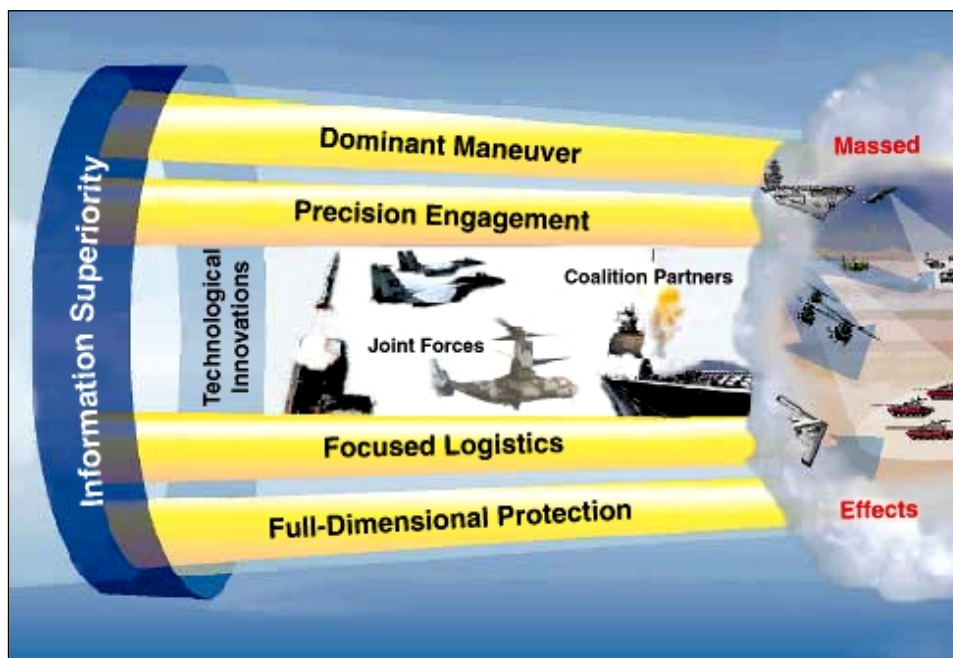 Information Superiority
Technological
Innovations
Dominant Maneuver
Precision Engagement
Joint Forces
Coalition Partners
Focused Logistics
Full-Dimensional Protection
Massed
Effects